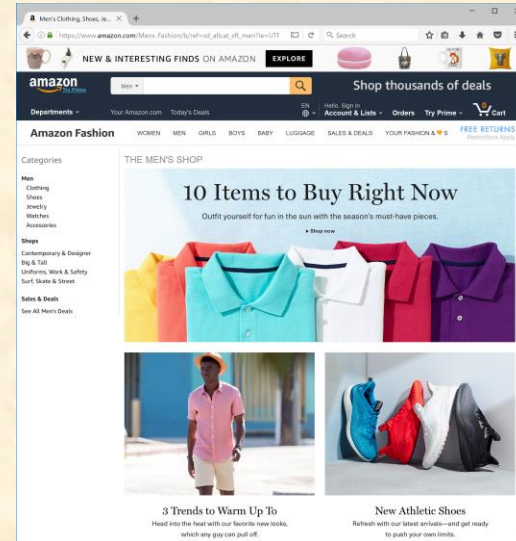 Men's Clothing, Shoes, Je...
https://www.amazon.com/Mens-Fashion/b/ref=sd_allcat_sft_men?ie=UTF
Search
NEW & INTERESTING FINDS ON AMAZON EXPLORE
amazon
Try Prime
Men
Shop thousands of deals
Departments
Your Amazon.com Today's Deals
EN
Hello. Sign in
Account & Lists Orders Try Prime
0
Cart
Amazon Fashion WOMEN MEN GIRLS BOYS BABY LUGGAGE SALES & DEALS YOUR FASHION & S
FREE RETURNS
Restrictions Apply
Categories
Men
Clothing
Shoes
Jewelry
Watches
Accessories
Shops
Contemporary & Designer
Big & Tall
Uniforms, Work & Safety
Surf, Skate & Street
Sales & Deals
See All Men's Deals
THE MEN'S SHOP
10 Items to Buy Right Now
Outfit yourself for fun in the sun with the season's must-have pieces.
Shop now
3 Trends to Warm Up To
Head into the heat with our favorite new looks,
which any guy can pull off.
New Athletic Shoes
Refresh with our latest arrivals—and get ready
to push your own limits.